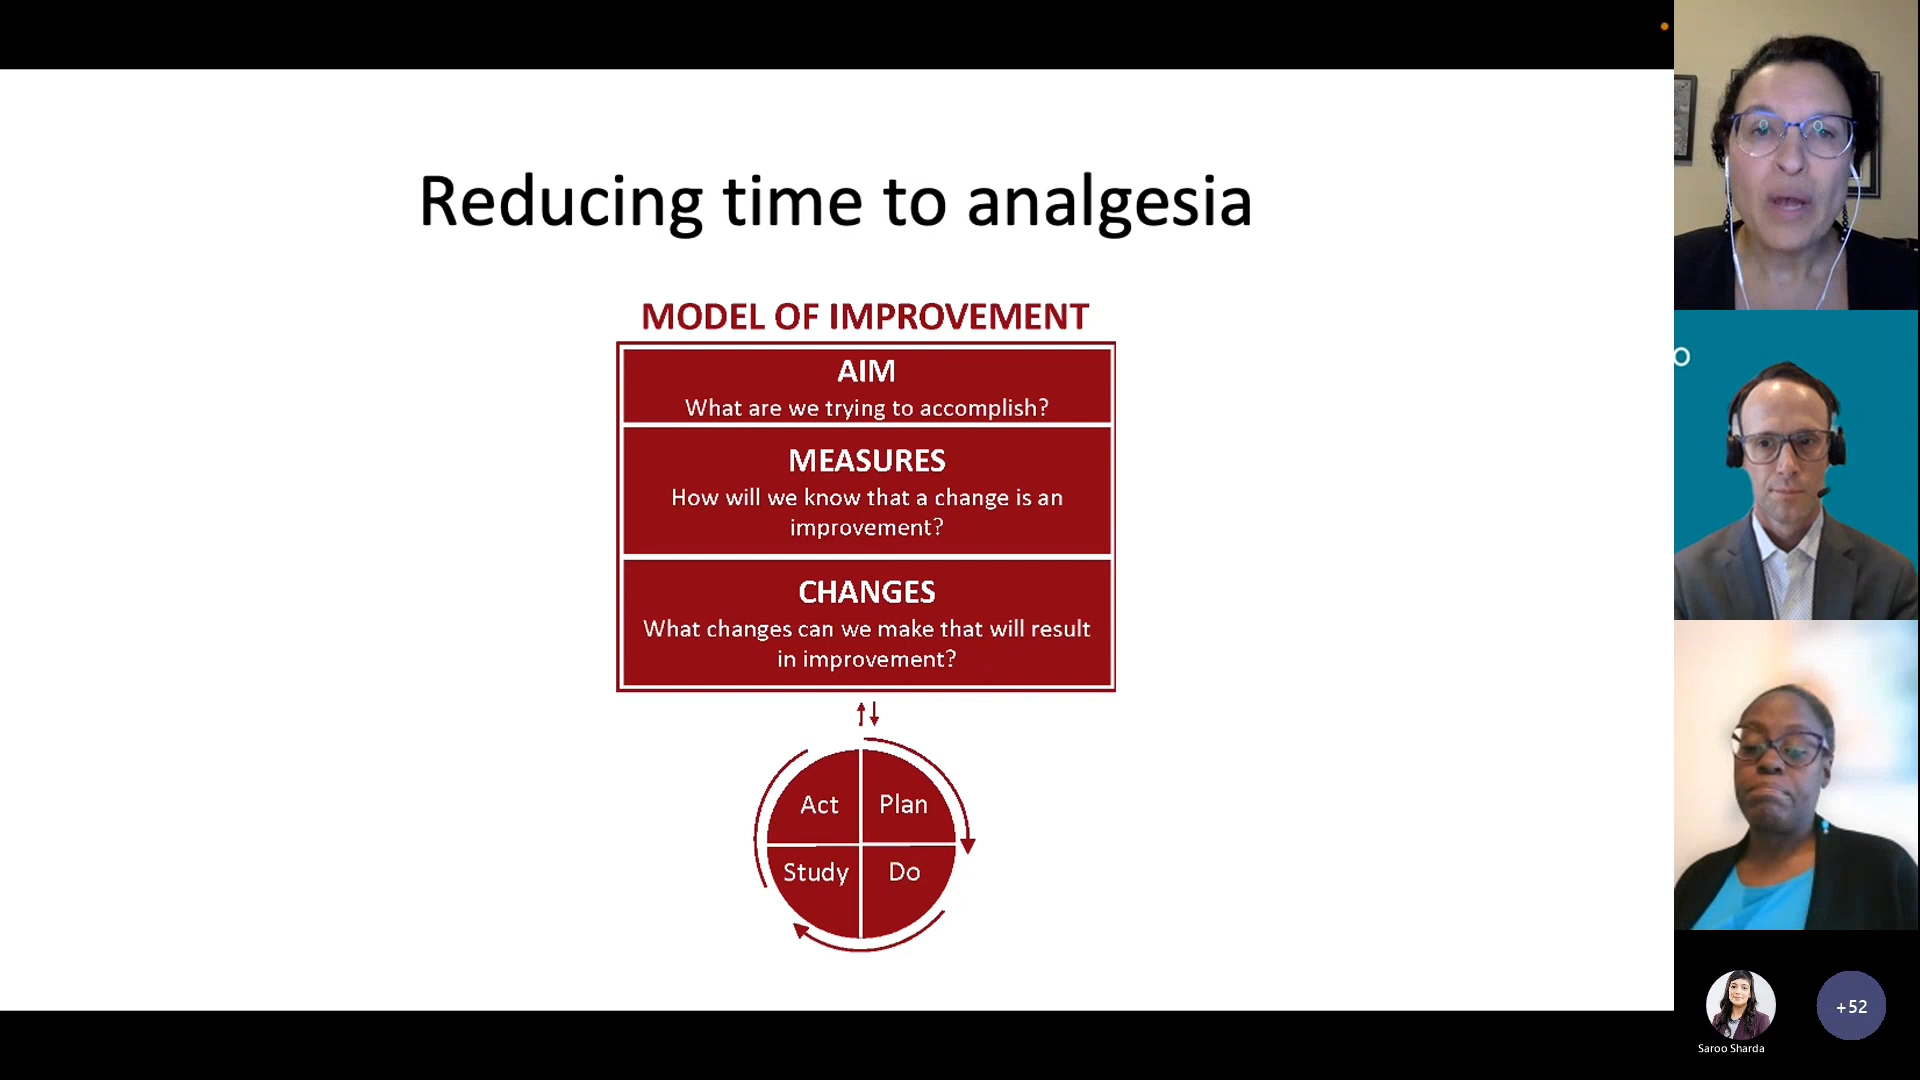 Reducing time to analgesia
MODEL OF IMPROVEMENT
AIM
What are we trying to accomplish?
MEASURES
How will we know that a change is an
improvement?
CHANGES
What changes can we make that will result
in improvement?
Act
Plan
Study
Do
o
Saroo Sharda
+52